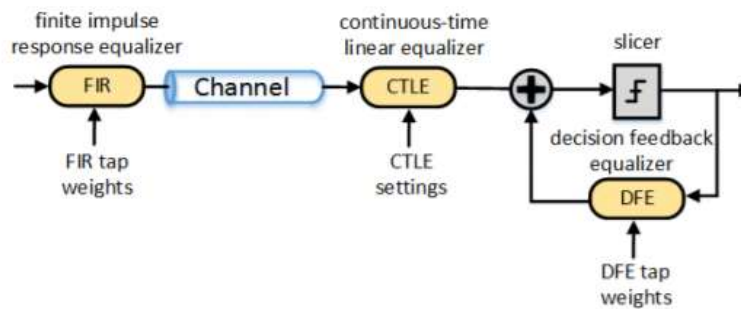 finite impulse
response equalizer
continuous-time
linear equalizer
slicer
FIR
Channel
CTLE
decision feedback
equalizer
FIR tap
weights
CTLE
settings
DFE
DFE tap
weights